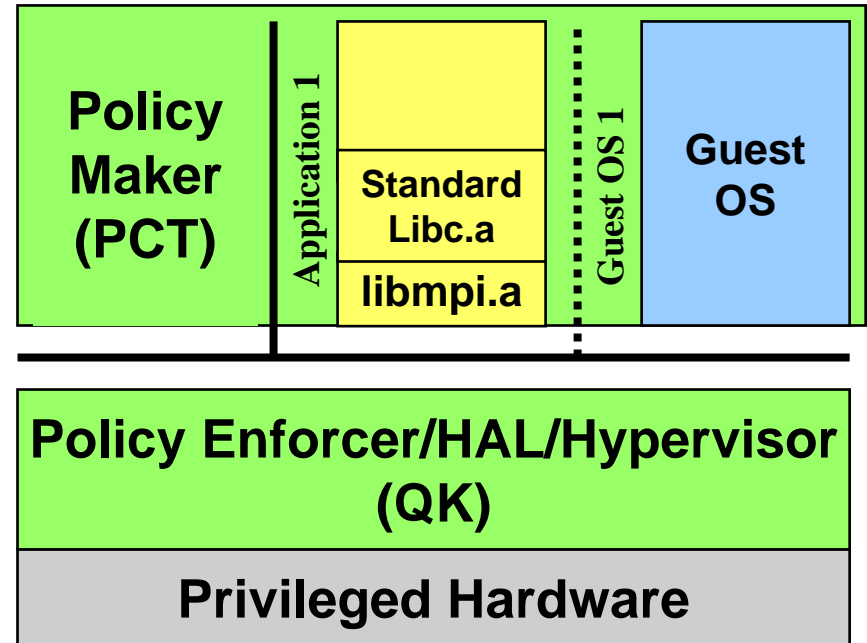 Policy
Maker
(PCT)
Application 1
Standard
Libc.a
libmpi.a
Guest OS 1
Guest
OS
Policy Enforcer/HAL/Hypervisor
(QK)
Privileged Hardware